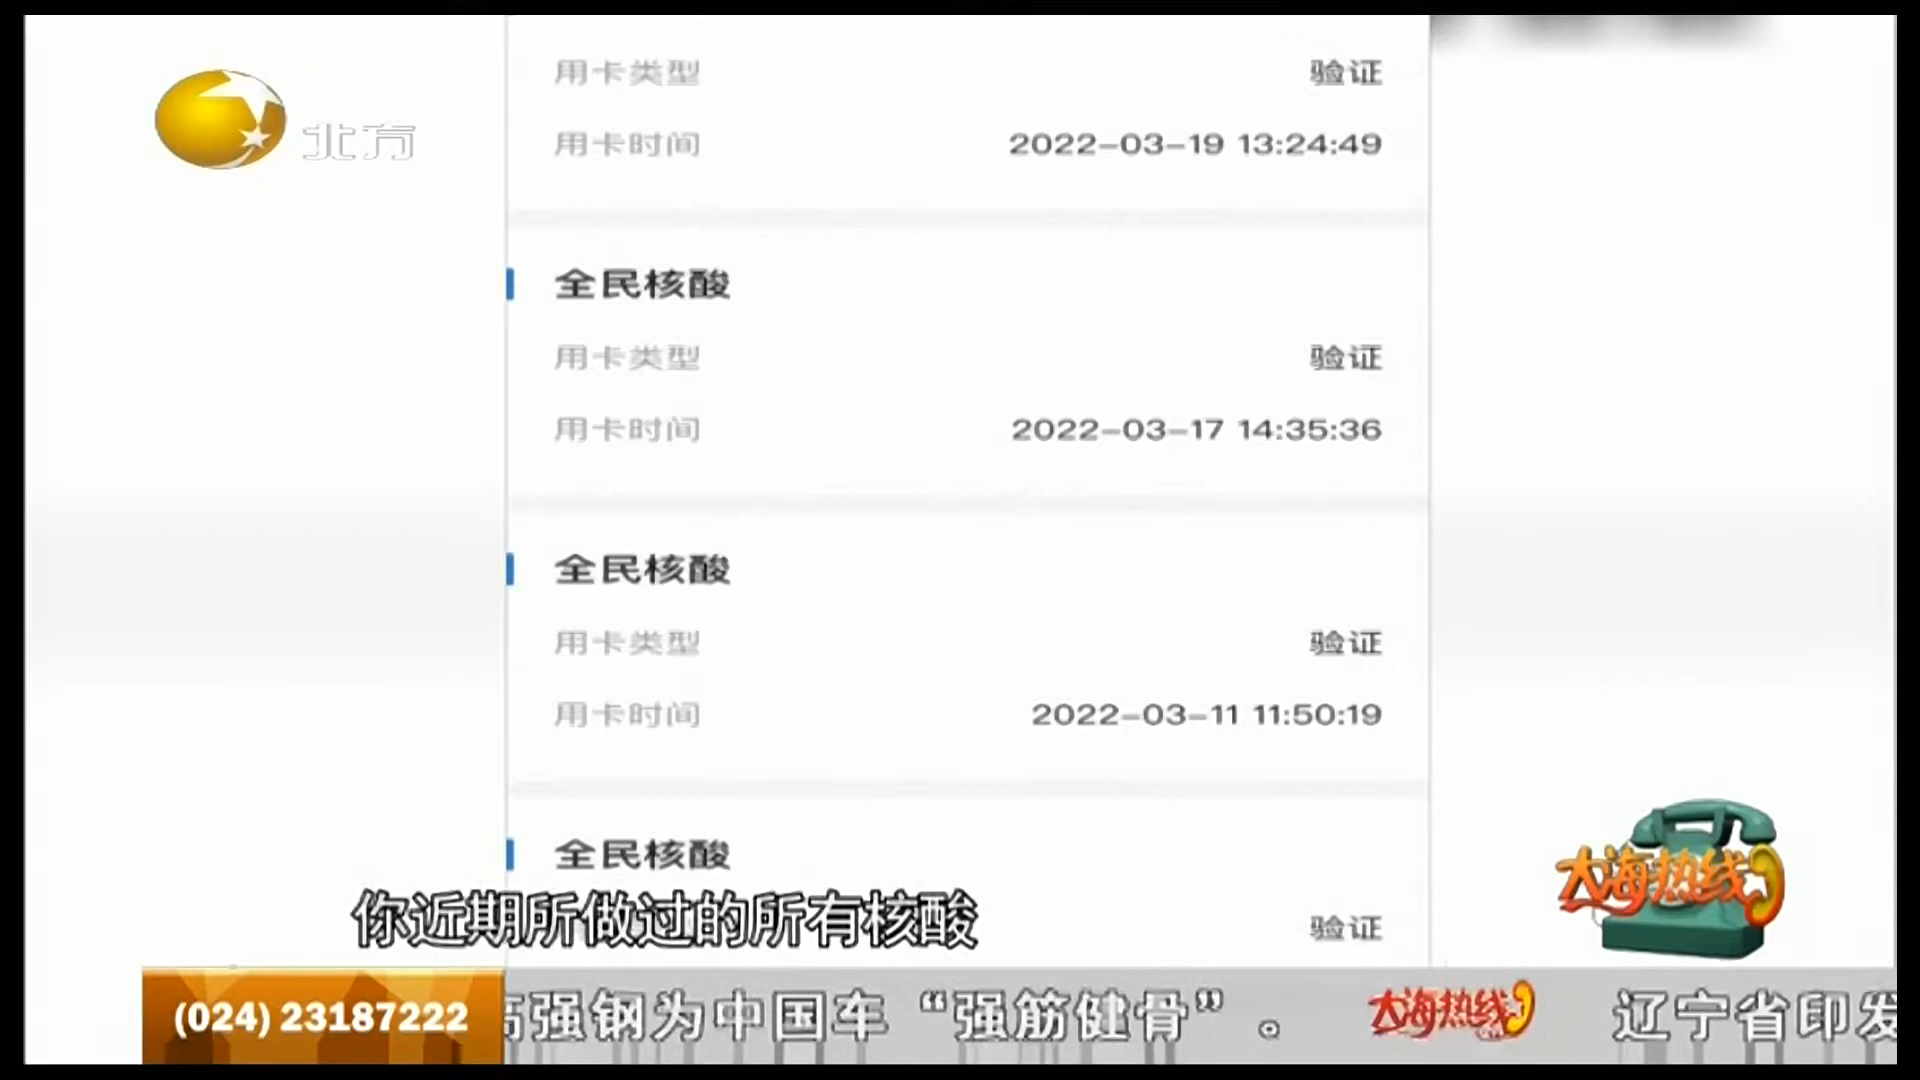 用卡类型 验证
北方
用卡时间 2022-03-19 13:24:49
全民核酸
用卡类型 验证
用卡时间 2022-03-17 14:35:36
全民核酸
用卡类型 验证
用卡时间 2022-03-11 11:50:19
全民核酸
验证
你近期所做过的所有核酸
大海热线
(024) 23187222
高强钢为中国车“强筋健骨”。 大海热线 辽宁省印发